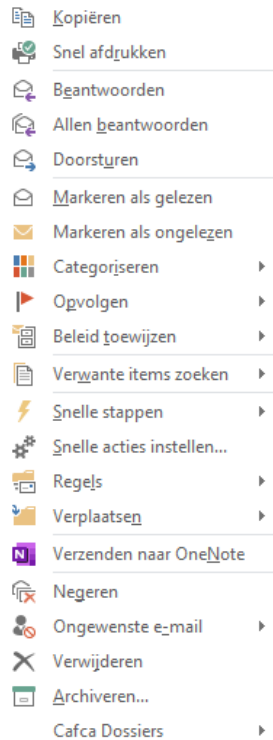 Kopiëren
Snel afdrukken
Beantwoorden
Allen beantwoorden
Doorsturen
Markeren als gelezen
Markeren als ongelezen
Categoriseren
Opvolgen
Beleid toewijzen
Verwante items zoeken
Snelle stappen
Snelle acties instellen...
Regels
Verplaatsen
Verzenden naar OneNote
Negeren
Ongewenste e-mail
Verwijderen
Archiveren...
Cafca Dossiers